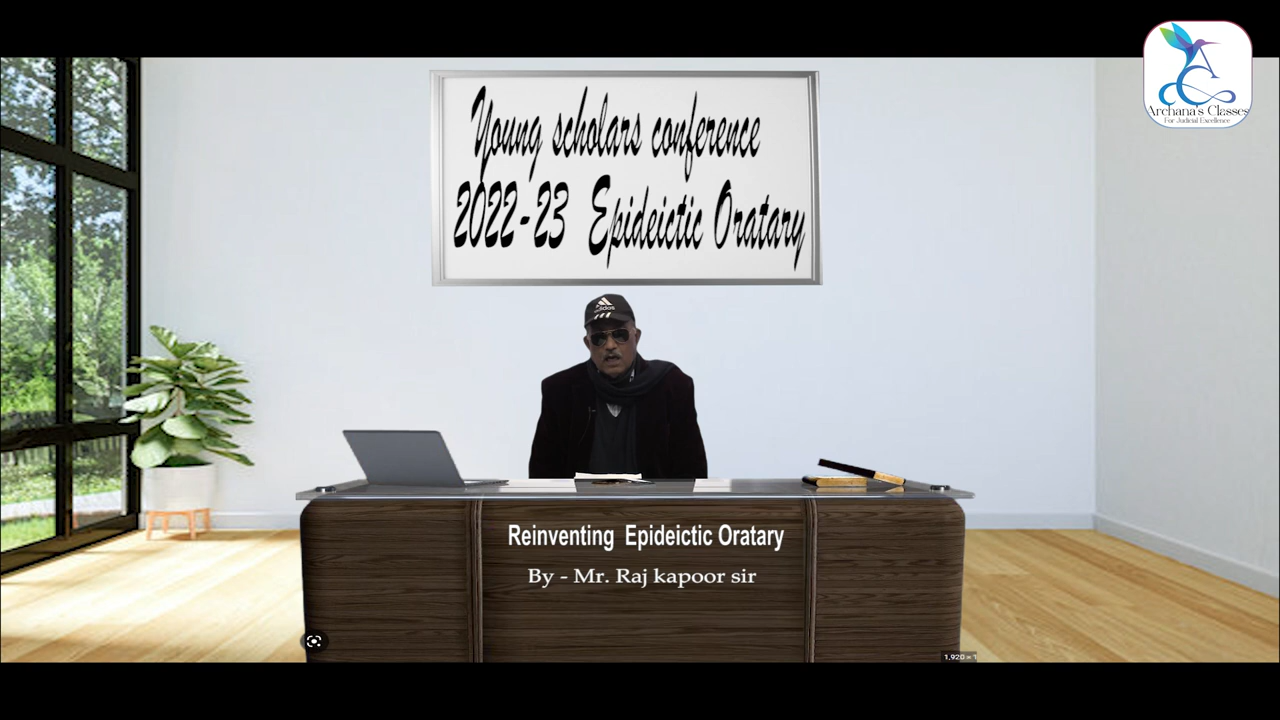 Archana's Classes
For Judicial Excellence
Young scholars conference
2022-23 Epideictic Oratary
adidas
Reinventing Epideictic Oratary
By - Mr. Raj kapoor sir